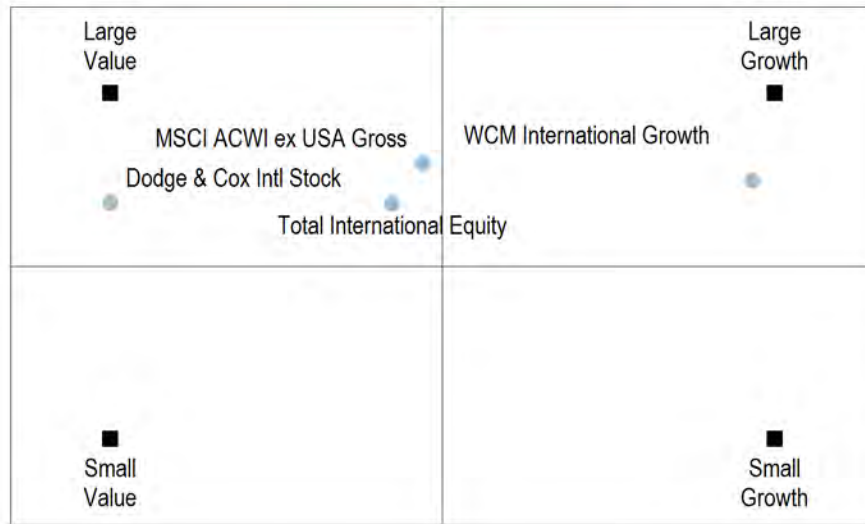 Large
Value
Large
Growth
MSCI ACWI ex USA Gross
WCM International Growth
Dodge & Cox Intl Stock
Total International Equity
Small
Value
Small
Growth